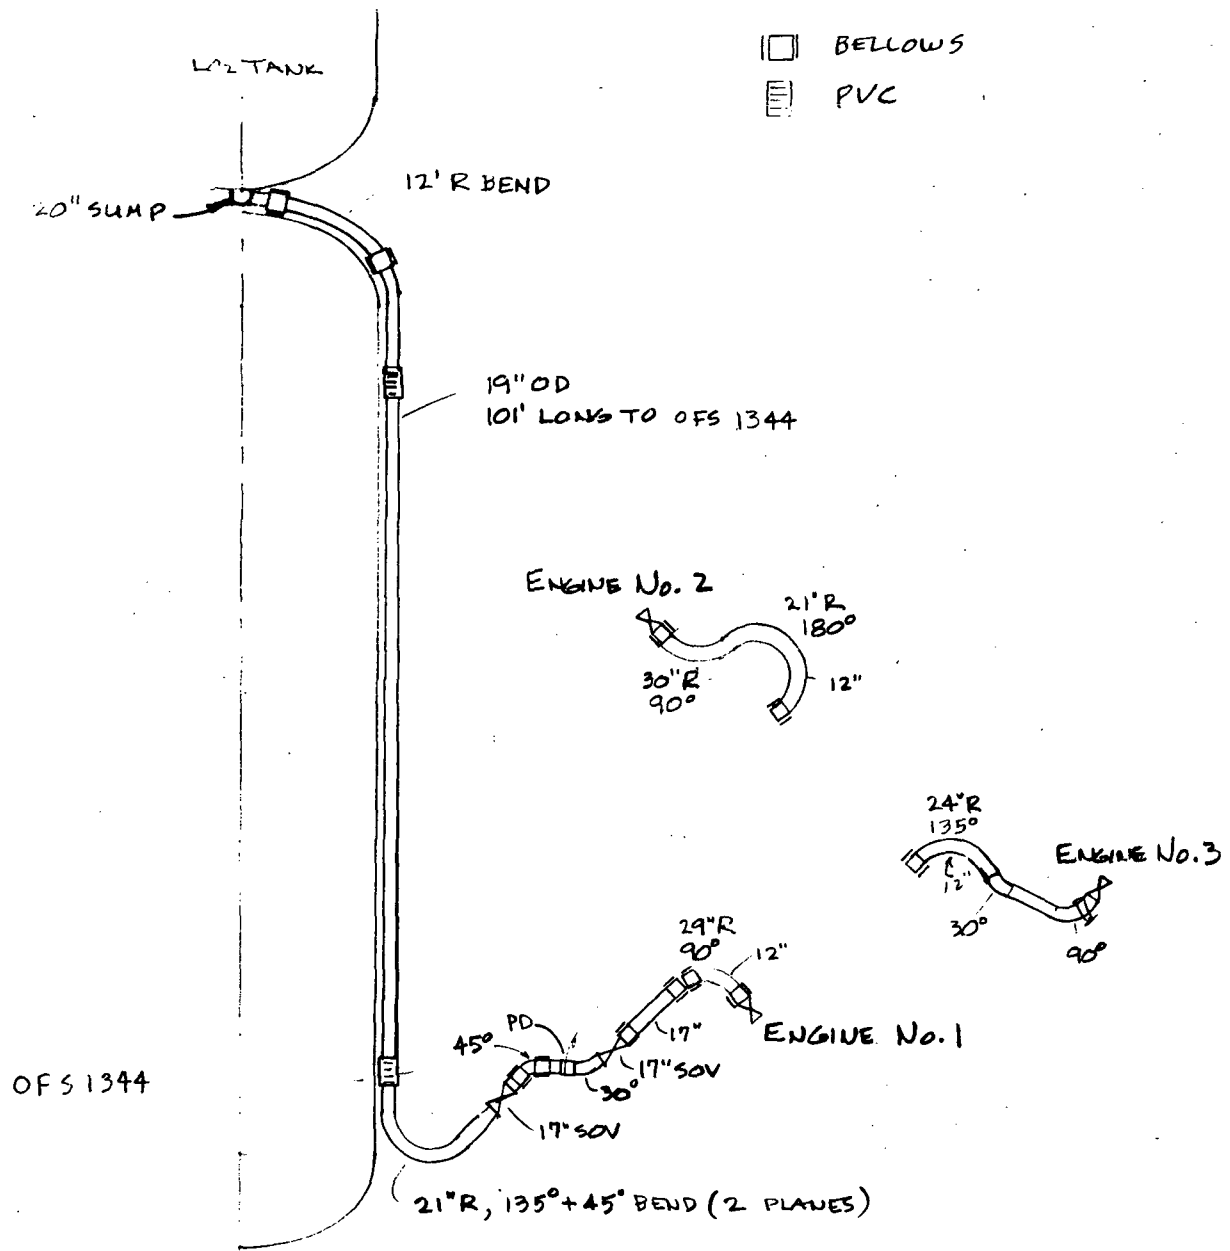 BELLOWS
PVC
TANK
12' R BEND
20" SUMP
19" OD
101' LONG TO OFS 1344
ENGINE No. 2
21" R
180°
30" R
90°
12"
24" R
135°
12"
ENGINE No. 3
30°
90°
29" R
90°
12"
PD
45°
17"
ENGINE No. 1
17" SOV
30°
OFS 1344
17" SOV
21" R, 135° + 45° BEND (2 PLANES)